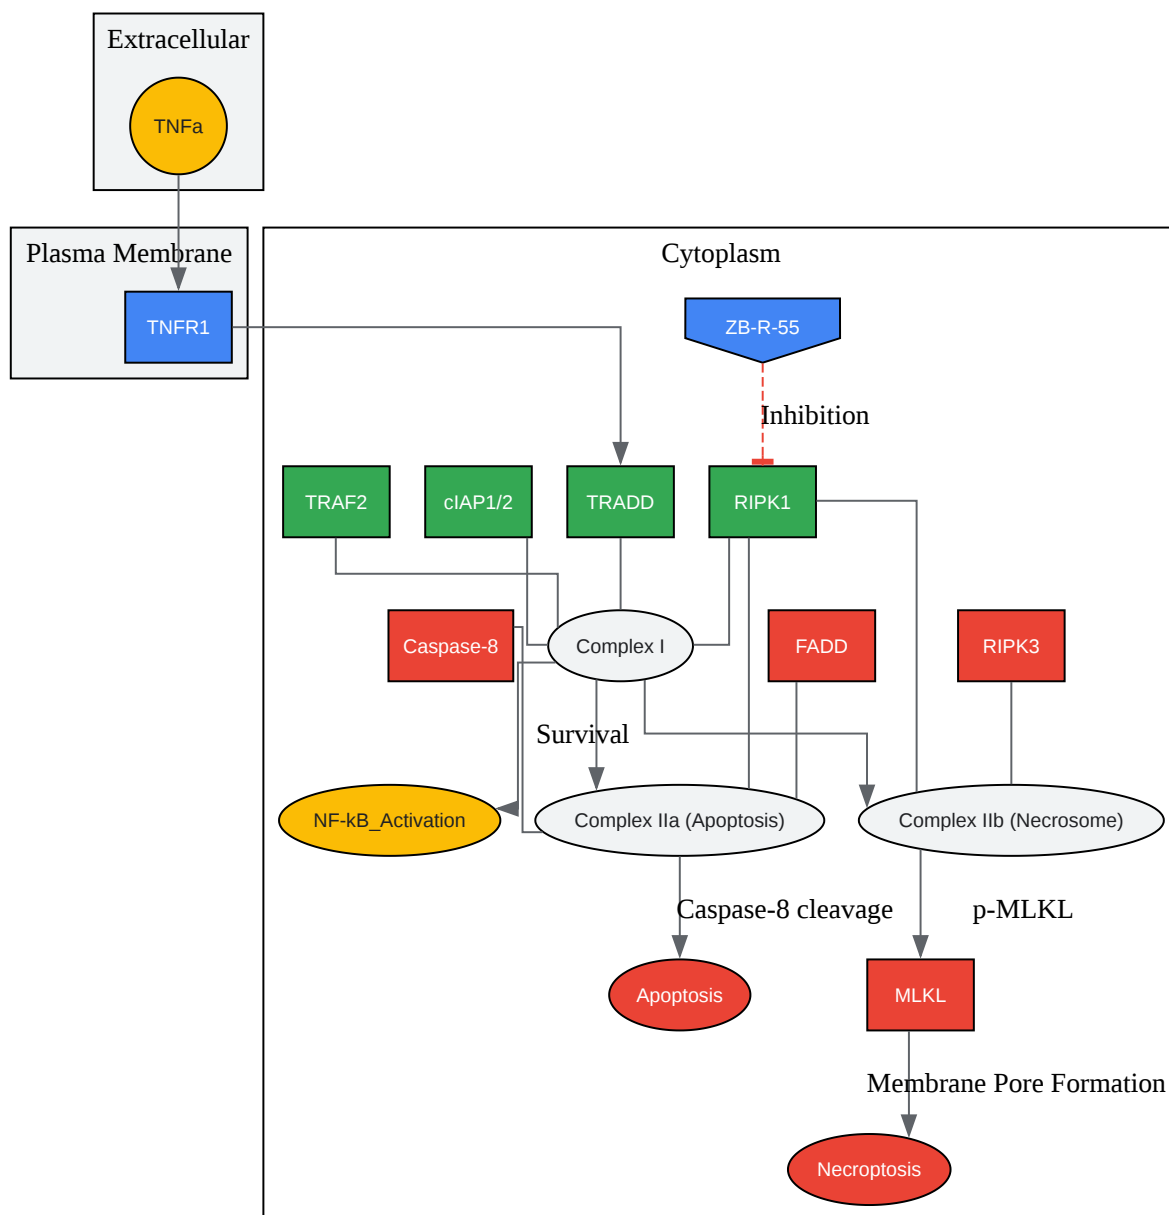 Extracellular
TNFa
Plasma Membrane
Cytoplasm
TNFR1
ZB-R-55
Inhibition
TRAF2
cIAP1/2
TRADD
RIPK1
Caspase-8
Complex I
FADD
RIPK3
Survival
NF-kB_Activation
Complex IIa (Apoptosis)
Complex IIb (Necrosome)
Caspase-8 cleavage
p-MLKL
Apoptosis
MLKL
Membrane Pore Formation
Necroptosis